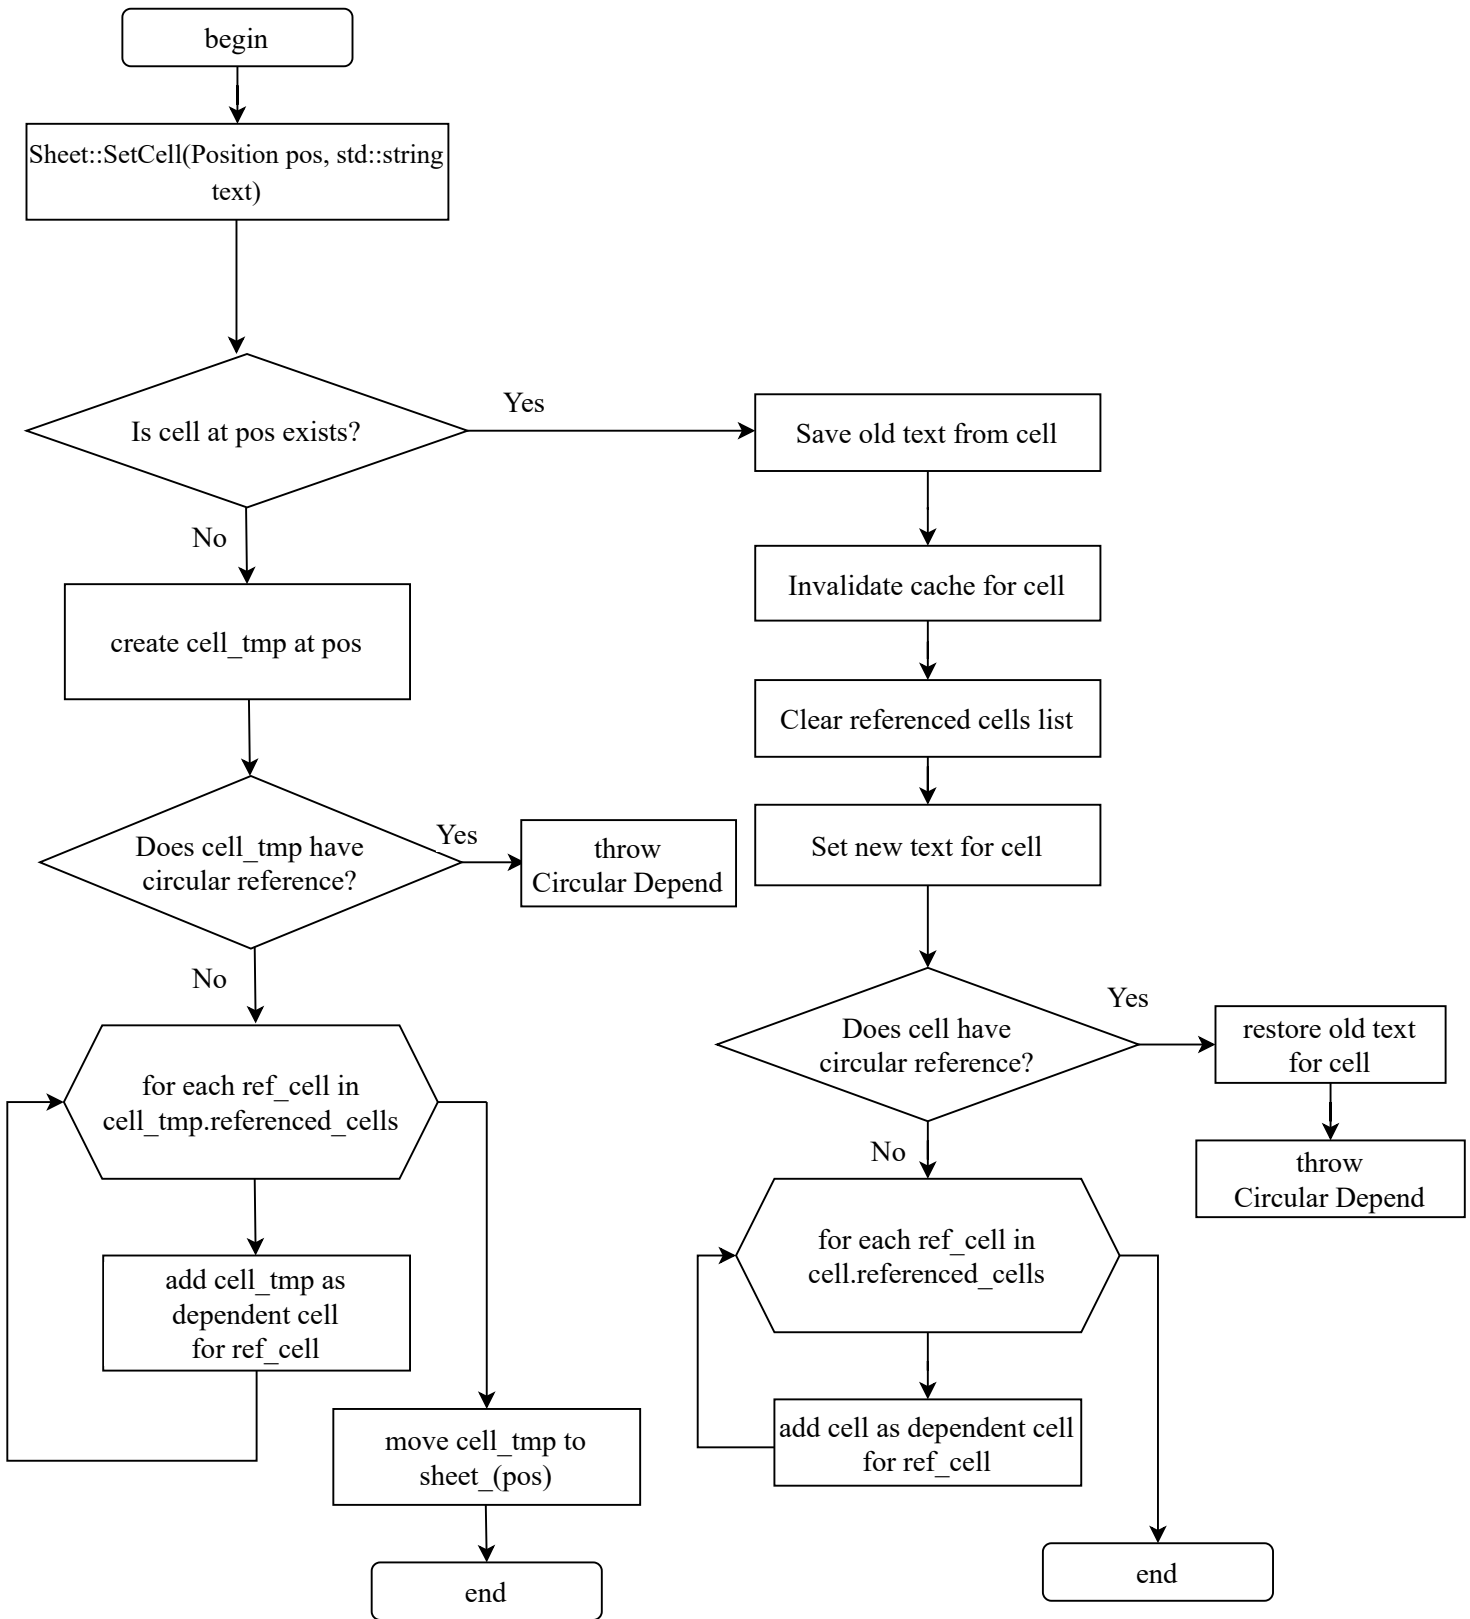 begin
Sheet::SetCell(Position pos, std::string
text)
Is cell at pos exists?
Yes
Save old text from cell
No
Invalidate cache for cell
create cell_tmp at pos
Clear referenced cells list
Does cell_tmp have
circular reference?
Yes
throw
Circular Depend
Set new text for cell
No
Does cell have
circular reference?
Yes
restore old text
for cell
for each ref_cell in
cell_tmp.referenced_cells
No
throw
Circular Depend
for each ref_cell in
cell.referenced_cells
add cell_tmp as
dependent cell
for ref_cell
move cell_tmp to
sheet_(pos)
add cell as dependent cell
for ref_cell
end
end